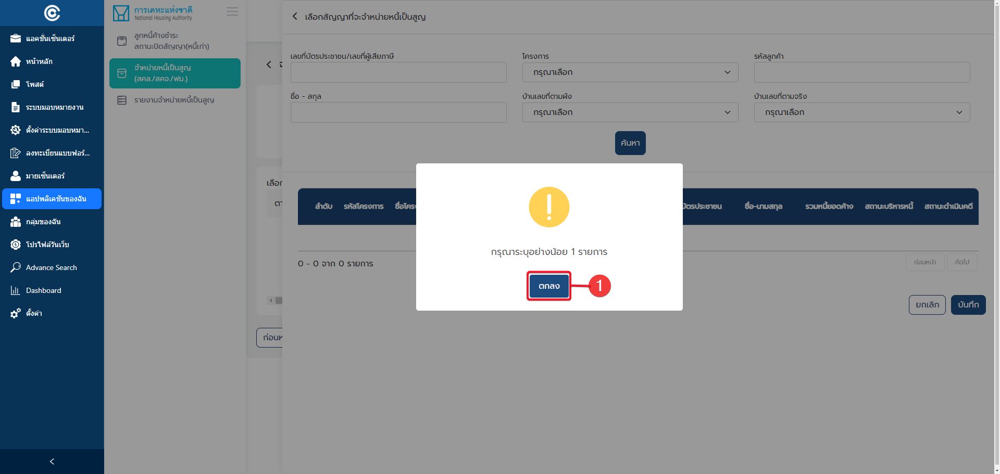 แอคชั่นเซ็นเตอร์
หน้าหลัก
โพสต์
ระบบมอบหมายงาน
ตั้งค่าระบบมอบหมา...
ลงทะเบียนแบบฟอร์...
มายเซ็นเตอร์
แอปพลิเคชันของฉัน
กลุ่มของฉัน
โปรไฟล์วันเว็บ
Advance Search
Dashboard
ตั้งค่า
การเคหะแห่งชาติ
National Housing Authority
ลูกหนี้ค้างชำระ
สถานะปิดสัญญา(หนี้เก่า)
จำหน่ายหนี้เป็นสูญ
(สคล./สคจ./ฟม.)
รายงานจำหน่ายหนี้เป็นสูญ
เลือกสัญญาที่จะจำหน่ายหนี้เป็นสูญ
เลขที่บัตรประชาชน/เลขที่ผู้เสียภาษี
โครงการ
กรุณาเลือก
รหัสลูกค้า
ชื่อ - สกุล
บ้านเลขที่ตามผัง
กรุณาเลือก
บ้านเลขที่ตามจริง
กรุณาเลือก
ค้นหา
ลำดับ รหัสโครงการ ชื่อโคร บัตรประชาชน ชื่อ-นามสกุล รวมหนี้ยอดค้าง สถานะบริหารหนี้ สถานะดำเนินคดี
0 - 0 จาก 0 รายการ
ก่อนหน้า ถัดไป
ยกเลิก บันทึก
กรุณาระบุอย่างน้อย 1 รายการ
ตกลง
1
เลือก
ตา
ก่อนห